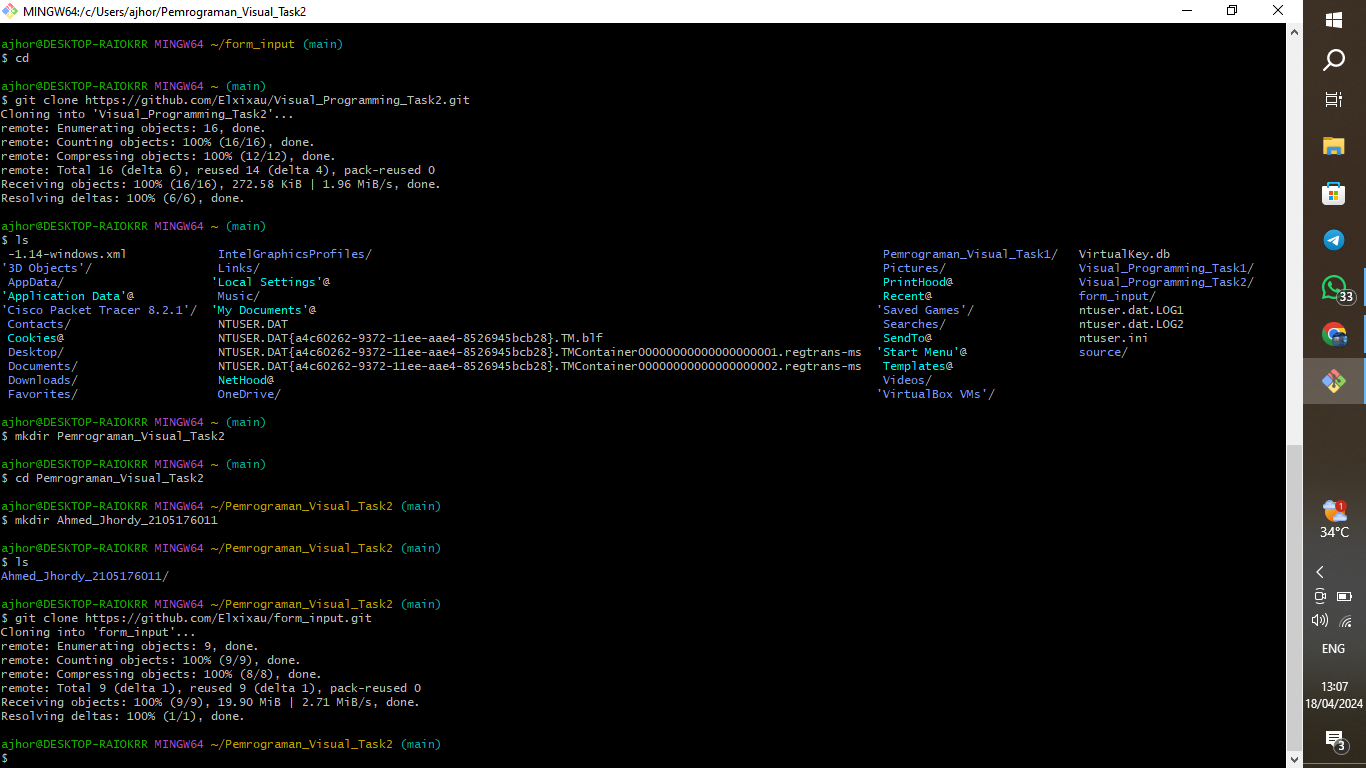 MINGW64:/c/Users/ajhor/Pemrograman_Visual_Task2
ajhor@DESKTOP-RAIOKRR MINGW64 ~/form_input (main)
$ cd
ajhor@DESKTOP-RAIOKRR MINGW64 ~ (main)
$ git clone https://github.com/Elxixau/Visual_Programming_Task2.git
Cloning into 'Visual_Programming_Task2'...
remote: Enumerating objects: 16, done.
remote: Counting objects: 100% (16/16), done.
remote: Compressing objects: 100% (12/12), done.
remote: Total 16 (delta 6), reused 14 (delta 4), pack-reused 0
Receiving objects: 100% (16/16), 272.58 KiB | 1.96 MiB/s, done.
Resolving deltas: 100% (6/6), done.
ajhor@DESKTOP-RAIOKRR MINGW64 ~ (main)
$ ls
-1.14-windows.xml IntelGraphicsProfiles/ Pemrograman_Visual_Task1/ VirtualKey.db
'3D Objects'/ Links/ Pictures/ Visual_Programming_Task1/
AppData/ 'Local Settings'@ PrintHood@ Visual_Programming_Task2/
'Application Data'@ Music/ Recent@ form_input/
'Cisco Packet Tracer 8.2.1'/ 'My Documents'@ 'Saved Games'/ ntuser.dat.LOG1
Contacts/ NTUSER.DAT Searches/ ntuser.dat.LOG2
Cookies@ NTUSER.DAT{a4c60262-9372-11ee-aae4-8526945bcb28}.TM.blf SendTo@ ntuser.ini
Desktop/ NTUSER.DAT{a4c60262-9372-11ee-aae4-8526945bcb28}.TMContainer00000000000000000001.regtrans-ms 'Start Menu'@ source/
Documents/ NTUSER.DAT{a4c60262-9372-11ee-aae4-8526945bcb28}.TMContainer00000000000000000002.regtrans-ms Templates@
Downloads/ NetHood@ Videos/
Favorites/ OneDrive/ 'VirtualBox VMs'/
ajhor@DESKTOP-RAIOKRR MINGW64 ~ (main)
$ mkdir Pemrograman_Visual_Task2
ajhor@DESKTOP-RAIOKRR MINGW64 ~ (main)
$ cd Pemrograman_Visual_Task2
ajhor@DESKTOP-RAIOKRR MINGW64 ~/Pemrograman_Visual_Task2 (main)
$ mkdir Ahmed_Jhordy_2105176011
ajhor@DESKTOP-RAIOKRR MINGW64 ~/Pemrograman_Visual_Task2 (main)
$ ls
Ahmed_Jhordy_2105176011/
ajhor@DESKTOP-RAIOKRR MINGW64 ~/Pemrograman_Visual_Task2 (main)
$ git clone https://github.com/Elxixau/form_input.git
Cloning into 'form_input'...
remote: Enumerating objects: 9, done.
remote: Counting objects: 100% (9/9), done.
remote: Compressing objects: 100% (8/8), done.
remote: Total 9 (delta 1), reused 9 (delta 1), pack-reused 0
Receiving objects: 100% (9/9), 19.90 MiB | 2.71 MiB/s, done.
Resolving deltas: 100% (1/1), done.
ajhor@DESKTOP-RAIOKRR MINGW64 ~/Pemrograman_Visual_Task2 (main)
$
33
1
34°C
ENG
13:07
18/04/2024
3